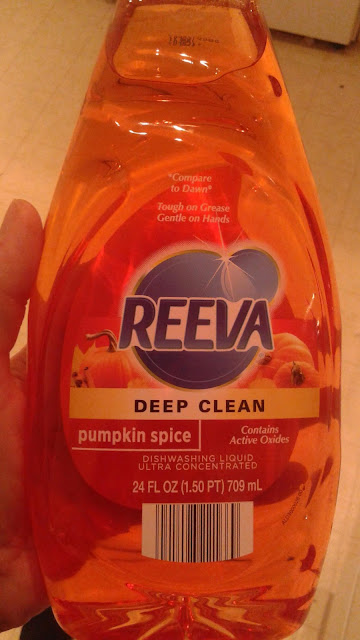 *Compare
to Dawn*
Tough on Grease
Gentle on Hands
REEVA
DEEP CLEAN
pumpkin spice
Contains
Active Oxides
DISHWASHING LIQUID
ULTRA CONCENTRATED
24 FL OZ (1.50 PT) 709 mL